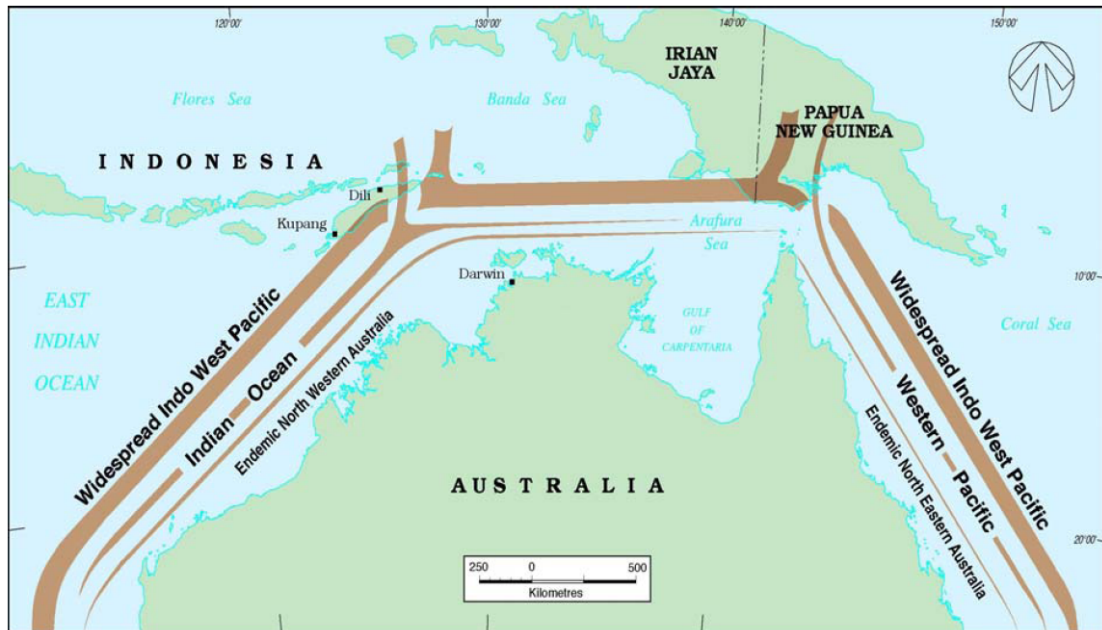 120°00'
130°00'
140°00'
150°00'
IRIAN
JAYA
Flores Sea
Banda Sea
PAPUA
NEW GUINEA
INDONESIA
Dili
Kupang
Arafura
Sea
Darwin
10°00'
EAST
INDIAN
OCEAN
GULF
OF
CARPENTARIA
Coral Sea
Widespread Indo West Pacific
Indian Ocean
Endemic North Western Australia
Widespread Indo West Pacific
Western Pacific
Endemic North Eastern Australia
AUSTRALIA
20°00'
250 0 500
Kilometres